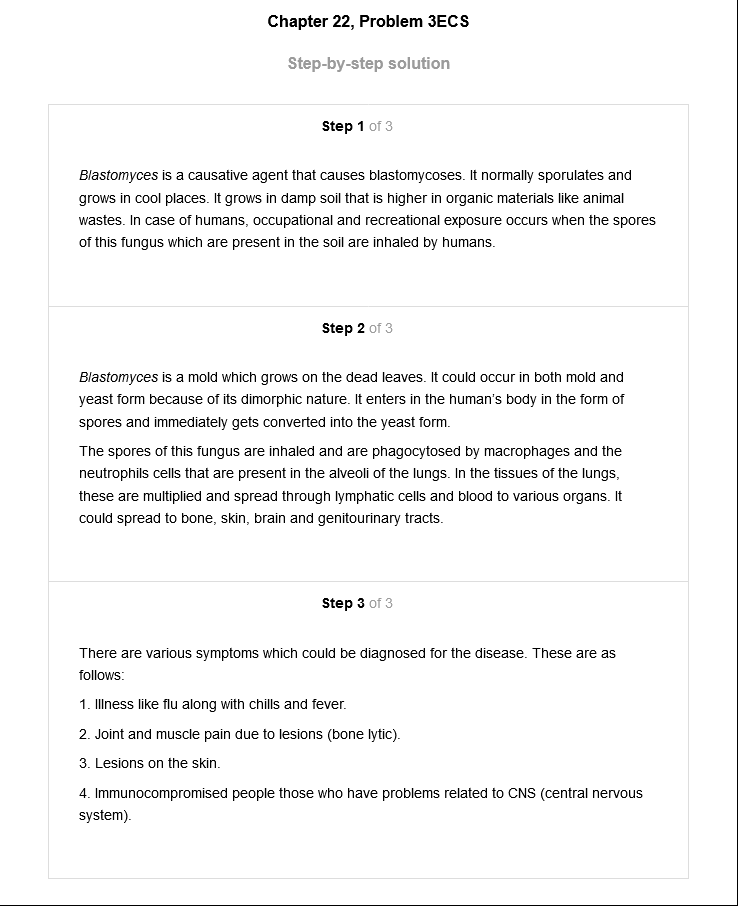 Chapter 22, Problem 3ECS
Step-by-step solution
Step 1 of 3
Blastomyces is a causative agent that causes blastomycoses. It normally sporulates and
grows in cool places. It grows in damp soil that is higher in organic materials like animal
wastes. In case of humans, occupational and recreational exposure occurs when the spores
of this fungus which are present in the soil are inhaled by humans.
Step 2 of 3
Blastomyces is a mold which grows on the dead leaves. It could occur in both mold and
yeast form because of its dimorphic nature. It enters in the human's body in the form of
spores and immediately gets converted into the yeast form.
The spores of this fungus are inhaled and are phagocytosed by macrophages and the
neutrophils cells that are present in the alveoli of the lungs. In the tissues of the lungs,
these are multiplied and spread through lymphatic cells and blood to various organs. It
could spread to bone, skin, brain and genitourinary tracts.
Step 3 of 3
There are various symptoms which could be diagnosed for the disease. These are as
follows:
1. Illness like flu along with chills and fever.
2. Joint and muscle pain due to lesions (bone lytic).
3. Lesions on the skin.
4. Immunocompromised people those who have problems related to CNS (central nervous
system).